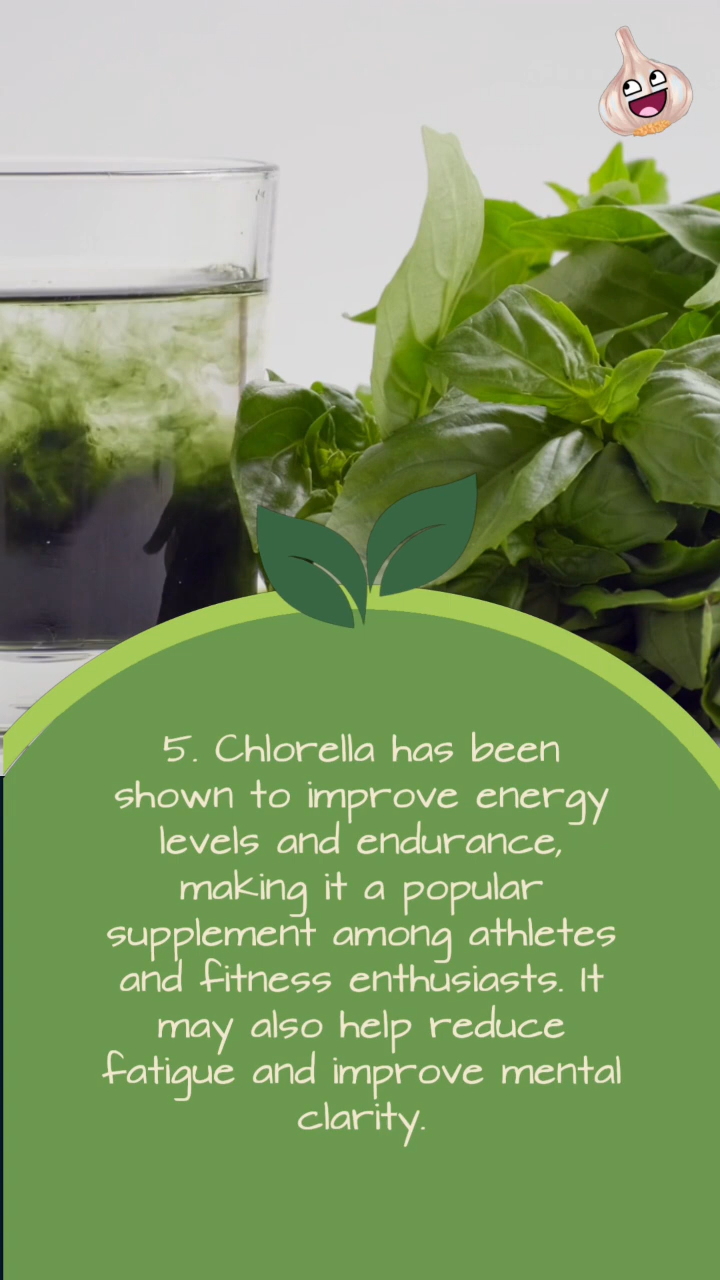 5. Chlorella has been
shown to improve energy
levels and endurance,
making it a popular
supplement among athletes
and fitness enthusiasts. It
may also help reduce
fatigue and improve mental
clarity.